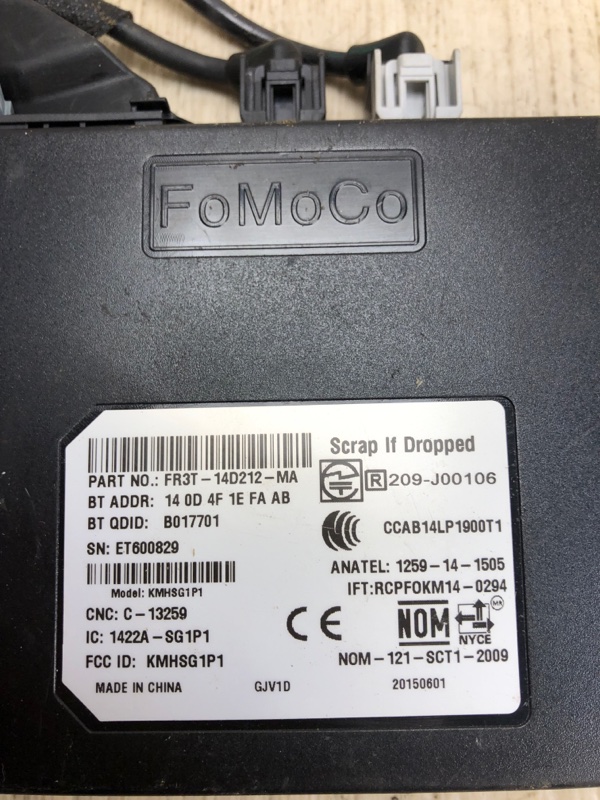 FoMoCo
Scrap If Dropped
PART NO.: FR3T-14D212-MA
R 209-J00106
BT ADDR: 14 0D 4F 1E FA AB
BT QDID: B017701
CCAB14LP1900T1
SN: ET600829
ANATEL: 1259-14-1505
Model: KMHSG1P1
IFT:RCPFOKM14-0294
CNC: C-13259
CE
NOM
MR
NYCE
IC: 1422A-SG1P1
FCC ID: KMHSG1P1
NOM-121-SCT1-2009
MADE IN CHINA
GJV1D
20150601